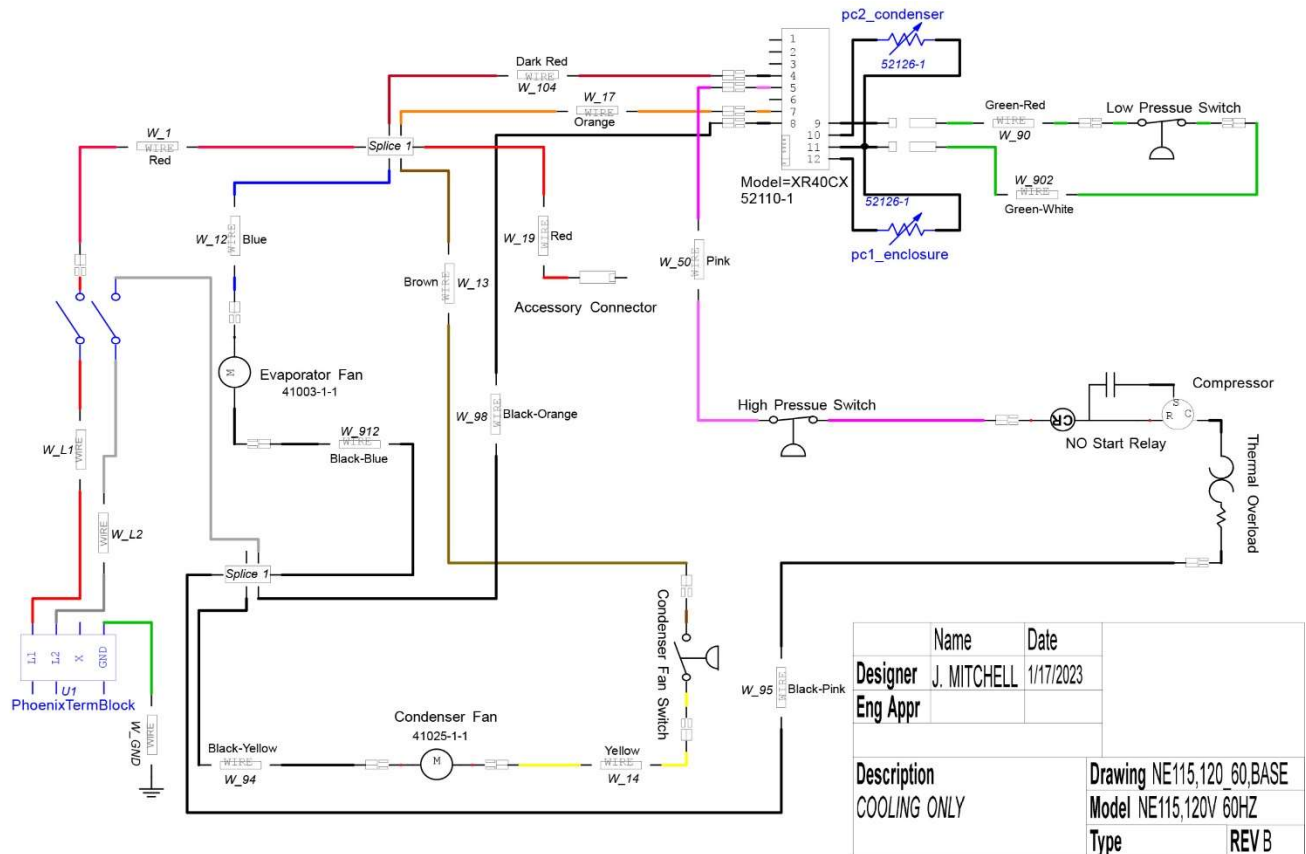 pc2_condenser
52126-1
1
2
3
4
5
6
7
8
9
10
11
12
Dark Red
WIRE
W_104
W_17
WIRE
Orange
Green-Red
WIRE
W_90
Low Pressue Switch
W_1
WIRE
Red
Splice 1
Model=XR40CX
52110-1
52126-1
W_902
WIRE
Green-White
pc1_enclosure
W_12
WIRE
Blue
W_19
WIRE
Red
W_50
WIRE
Pink
Brown
WIRE
W_13
Accessory Connector
M
Evaporator Fan
41003-1-1
W_98
WIRE
Black-Orange
High Pressue Switch
Compressor
S
R
C
CR
NO Start Relay
Thermal Overload
W_912
WIRE
Black-Blue
W_L1
WIRE
WIRE
W_L2
Splice 1
L1
L2
X
GND
U1
PhoenixTermBlock
W_GND
WIRE
Condenser Fan Switch
W_95
WIRE
Black-Pink
Condenser Fan
41025-1-1
M
Black-Yellow
WIRE
W_94
Yellow
WIRE
W_14
Name Date
Designer J. MITCHELL 1/17/2023
Eng Appr
Description
COOLING ONLY
Drawing NE115,120_60,BASE
Model NE115,120V 60HZ
Type REV B